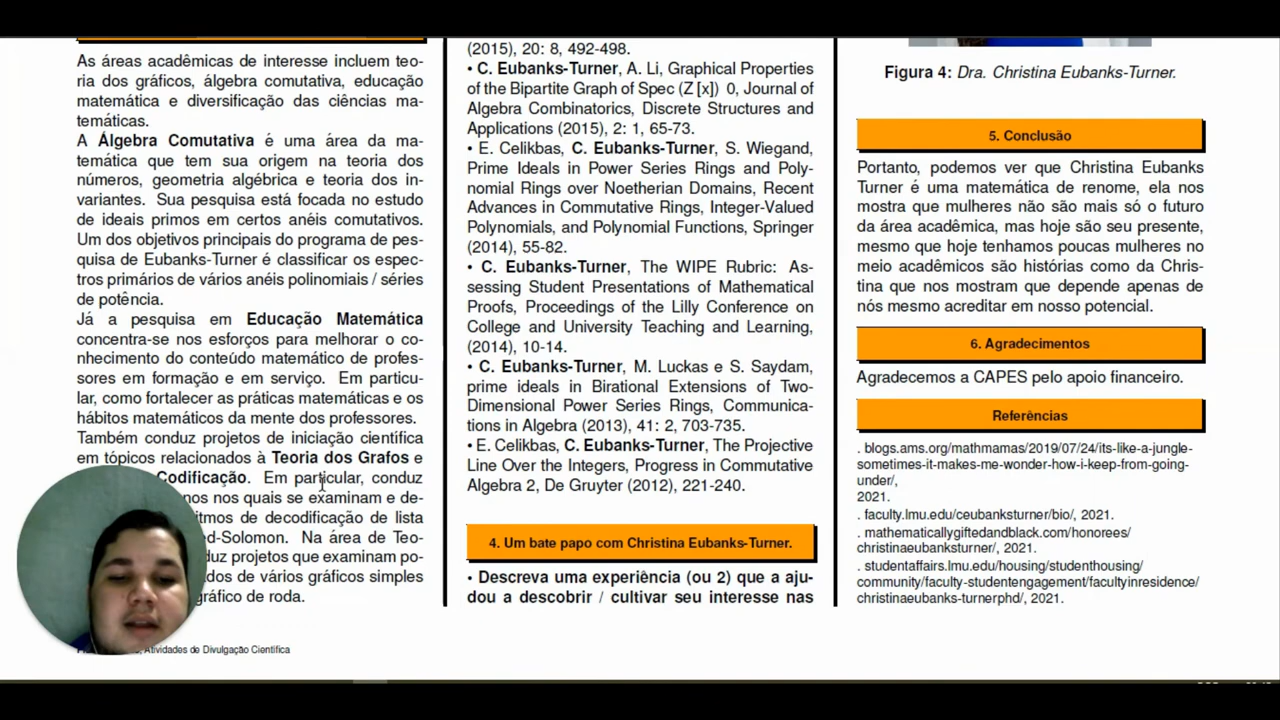 As áreas acadêmicas de interesse incluem teo-
ria dos gráficos, álgebra comutativa, educação
matemática e diversificação das ciências ma-
temáticas.
A Álgebra Comutativa é uma área da ma-
temática que tem sua origem na teoria dos
números, geometria algébrica e teoria dos in-
variantes. Sua pesquisa está focada no estudo
de ideais primos em certos anéis comutativos.
Um dos objetivos principais do programa de pes-
quisa de Eubanks-Turner é classificar os espec-
tros primários de vários anéis polinomiais / séries
de potência.
Já a pesquisa em Educação Matemática
concentra-se nos esforços para melhorar o co-
nhecimento do conteúdo matemático de profes-
sores em formação e em serviço. Em particu-
lar, como fortalecer as práticas matemáticas e os
hábitos matemáticos da mente dos professores.
Também conduz projetos de iniciação científica
em tópicos relacionados à Teoria dos Grafos e
Codificação. Em particular, conduz
nos nos quais se examinam e de-
itmos de decodificação de lista
ed-Solomon. Na área de Teo-
duz projetos que examinam po-
ados de vários gráficos simples
gráfico de roda.
Atividades de Divulgação Científica
(2015), 20: 8, 492-498.
• C. Eubanks-Turner, A. Li, Graphical Properties
of the Bipartite Graph of Spec (Z [x]) 0, Journal of
Algebra Combinatorics, Discrete Structures and
Applications (2015), 2: 1, 65-73.
• E. Celikbas, C. Eubanks-Turner, S. Wiegand,
Prime Ideals in Power Series Rings and Poly-
nomial Rings over Noetherian Domains, Recent
Advances in Commutative Rings, Integer-Valued
Polynomials, and Polynomial Functions, Springer
(2014), 55-82.
• C. Eubanks-Turner, The WIPE Rubric: As-
sessing Student Presentations of Mathematical
Proofs, Proceedings of the Lilly Conference on
College and University Teaching and Learning,
(2014), 10-14.
• C. Eubanks-Turner, M. Luckas e S. Saydam,
prime ideals in Birational Extensions of Two-
Dimensional Power Series Rings, Communica-
tions in Algebra (2013), 41: 2, 703-735.
• E. Celikbas, C. Eubanks-Turner, The Projective
Line Over the Integers, Progress in Commutative
Algebra 2, De Gruyter (2012), 221-240.
4. Um bate papo com Christina Eubanks-Turner.
• Descreva uma experiência (ou 2) que a aju-
dou a descobrir / cultivar seu interesse nas
Figura 4: Dra. Christina Eubanks-Turner.
5. Conclusão
Portanto, podemos ver que Christina Eubanks
Turner é uma matemática de renome, ela nos
mostra que mulheres não são mais só o futuro
da área acadêmica, mas hoje são seu presente,
mesmo que hoje tenhamos poucas mulheres no
meio acadêmicos são histórias como da Chris-
tina que nos mostram que depende apenas de
nós mesmo acreditar em nosso potencial.
6. Agradecimentos
Agradecemos a CAPES pelo apoio financeiro.
Referências
. blogs.ams.org/mathmamas/2019/07/24/its-like-a-jungle-
sometimes-it-makes-me-wonder-how-i-keep-from-going-
under/,
2021.
. faculty.lmu.edu/ceubanksturner/bio/, 2021.
. mathematicallygiftedandblack.com/honorees/
christinaeubanksturner/, 2021.
. studentaffairs.lmu.edu/housing/studenthousing/
community/faculty-studentengagement/facultyinresidence/
christinaeubanks-turnerphd/, 2021.